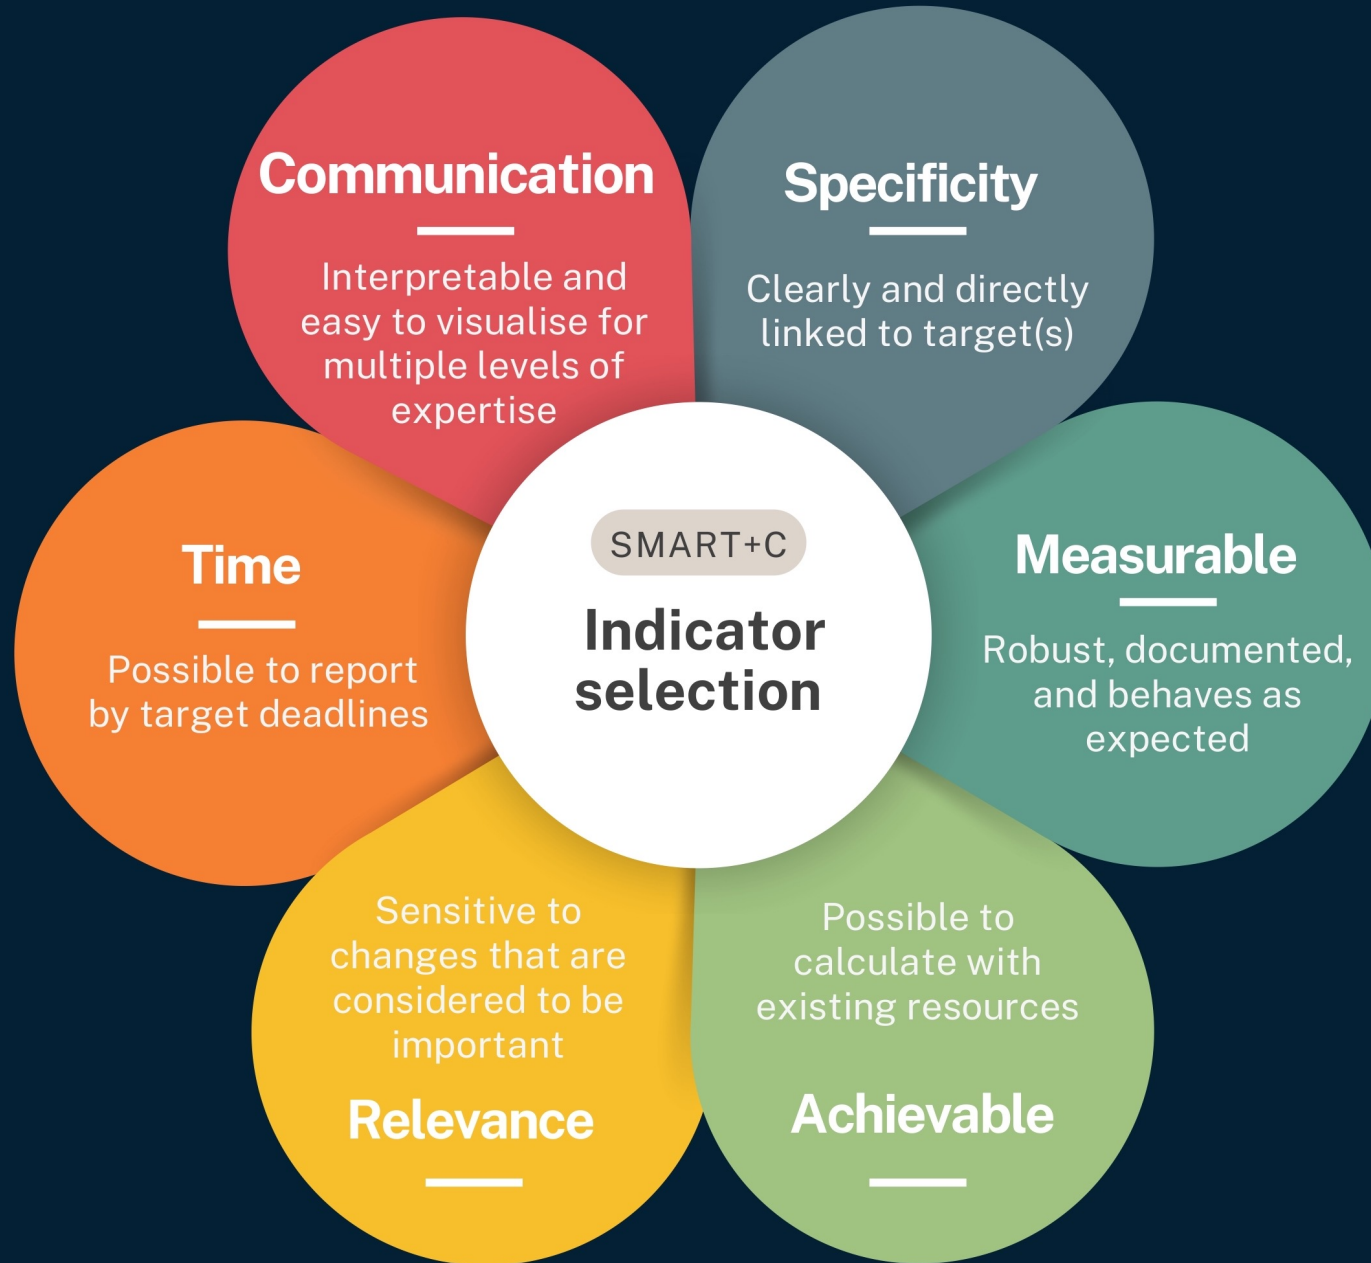 Communication
Interpretable and
easy to visualise for
multiple levels of
expertise
Specificity
Clearly and directly
linked to target(s)
Time
Possible to report
by target deadlines
SMART+C
Indicator
selection
Measurable
Robust, documented,
and behaves as
expected
Sensitive to
changes that are
considered to be
important
Relevance
Possible to
calculate with
existing resources
Achievable